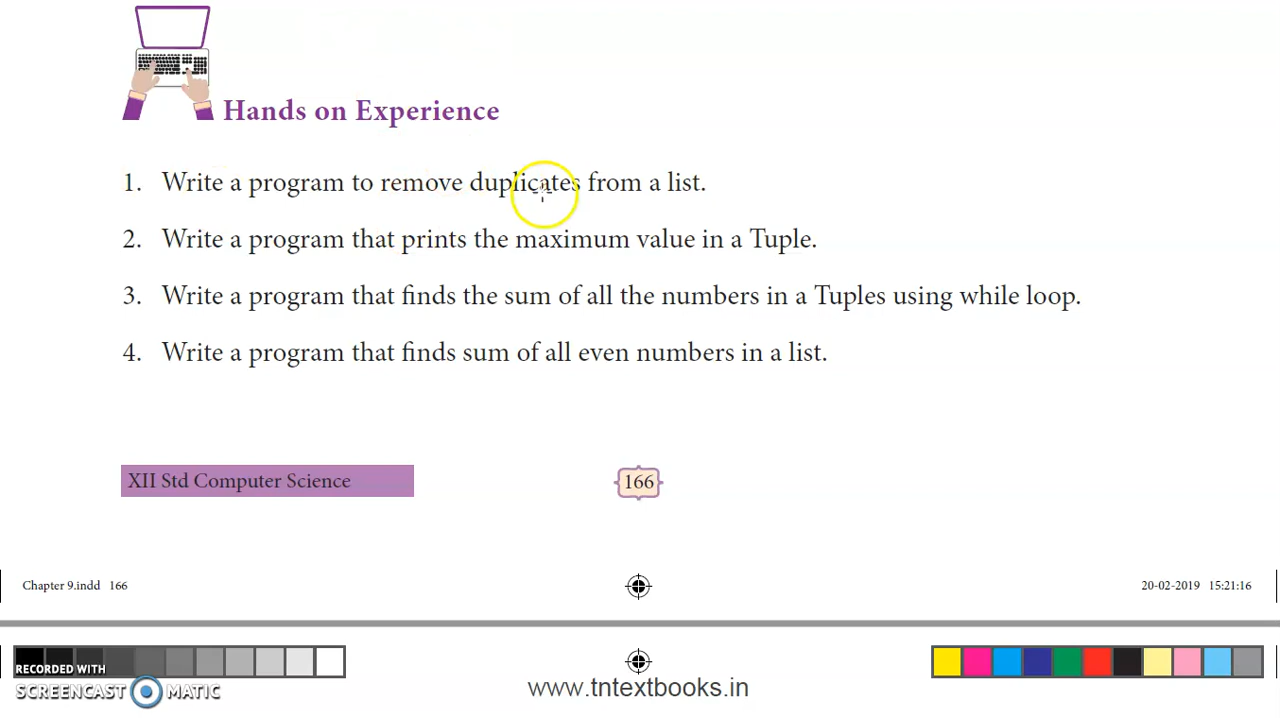 Hands on Experience
1. Write a program to remove duplicates from a list.
2. Write a program that prints the maximum value in a Tuple.
3. Write a program that finds the sum of all the numbers in a Tuples using while loop.
4. Write a program that finds sum of all even numbers in a list.
XII Std Computer Science 166
Chapter 9.indd 166 20-02-2019 15:21:16
RECORDED WITH
SCREENCAST MATIC
www.tntextbooks.in